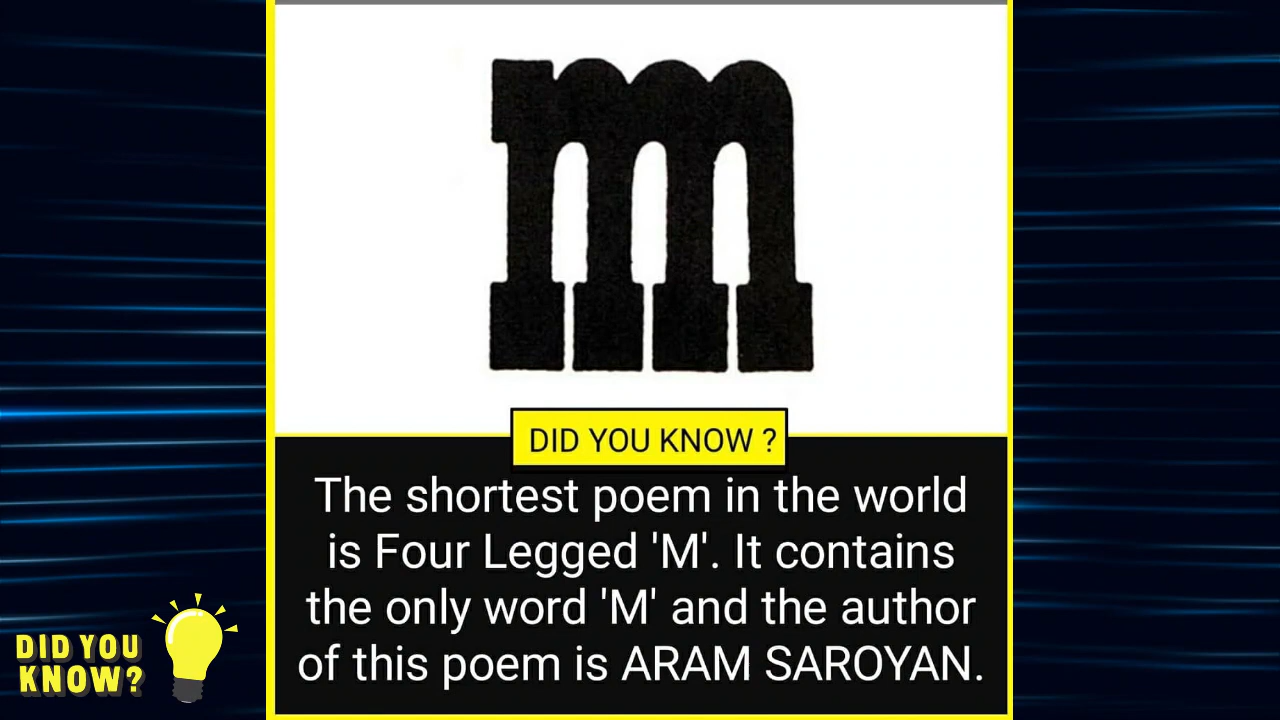 m
DID YOU KNOW ?
The shortest poem in the world
is Four Legged 'M'. It contains
the only word 'M' and the author
of this poem is ARAM SAROYAN.
DID YOU
KNOW?